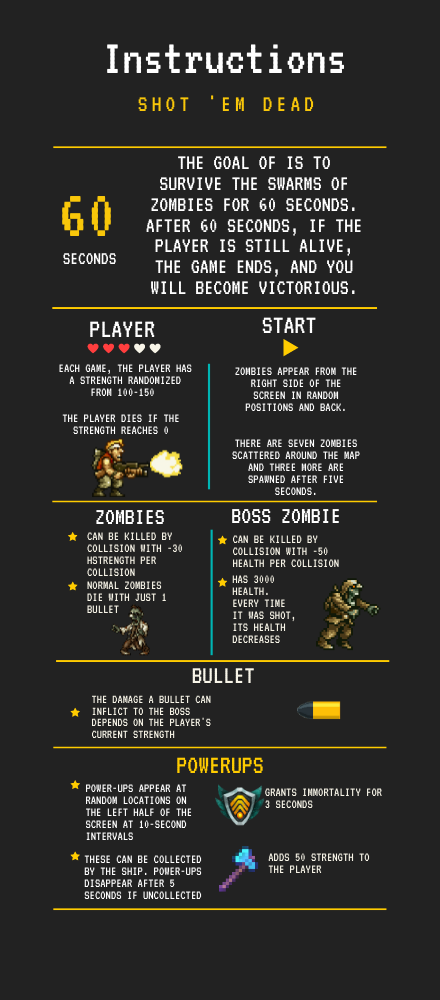 Instructions
SHOT 'EM DEAD
60
SECONDS
THE GOAL OF IS TO
SURVIVE THE SWARMS OF
ZOMBIES FOR 60 SECONDS.
AFTER 60 SECONDS, IF THE
PLAYER IS STILL ALIVE,
THE GAME ENDS, AND YOU
WILL BECOME VICTORIOUS.
PLAYER
EACH GAME, THE PLAYER HAS
A STRENGTH RANDOMIZED
FROM 100-150
THE PLAYER DIES IF THE
STRENGTH REACHES 0
START
ZOMBIES APPEAR FROM THE
RIGHT SIDE OF THE
SCREEN IN RANDOM
POSITIONS AND BACK.
THERE ARE SEVEN ZOMBIES
SCATTERED AROUND THE MAP
AND THREE MORE ARE
SPAWNED AFTER FIVE
SECONDS.
ZOMBIES
CAN BE KILLED BY
COLLISION WITH -30
HSTRENGTH PER
COLLISION
NORMAL ZOMBIES
DIE WITH JUST 1
BULLET
BOSS ZOMBIE
CAN BE KILLED BY
COLLISION WITH -50
HEALTH PER COLLISION
HAS 3000
HEALTH.
EVERY TIME
IT WAS SHOT,
ITS HEALTH
DECREASES
BULLET
THE DAMAGE A BULLET CAN
INFLICT TO THE BOSS
DEPENDS ON THE PLAYER'S
CURRENT STRENGTH
POWERUPS
POWER-UPS APPEAR AT
RANDOM LOCATIONS ON
THE LEFT HALF OF THE
SCREEN AT 10-SECOND
INTERVALS
GRANTS IMMORTALITY FOR
3 SECONDS
THESE CAN BE COLLECTED
BY THE SHIP. POWER-UPS
DISAPPEAR AFTER 5
SECONDS IF UNCOLLECTED
ADDS 50 STRENGTH TO
THE PLAYER